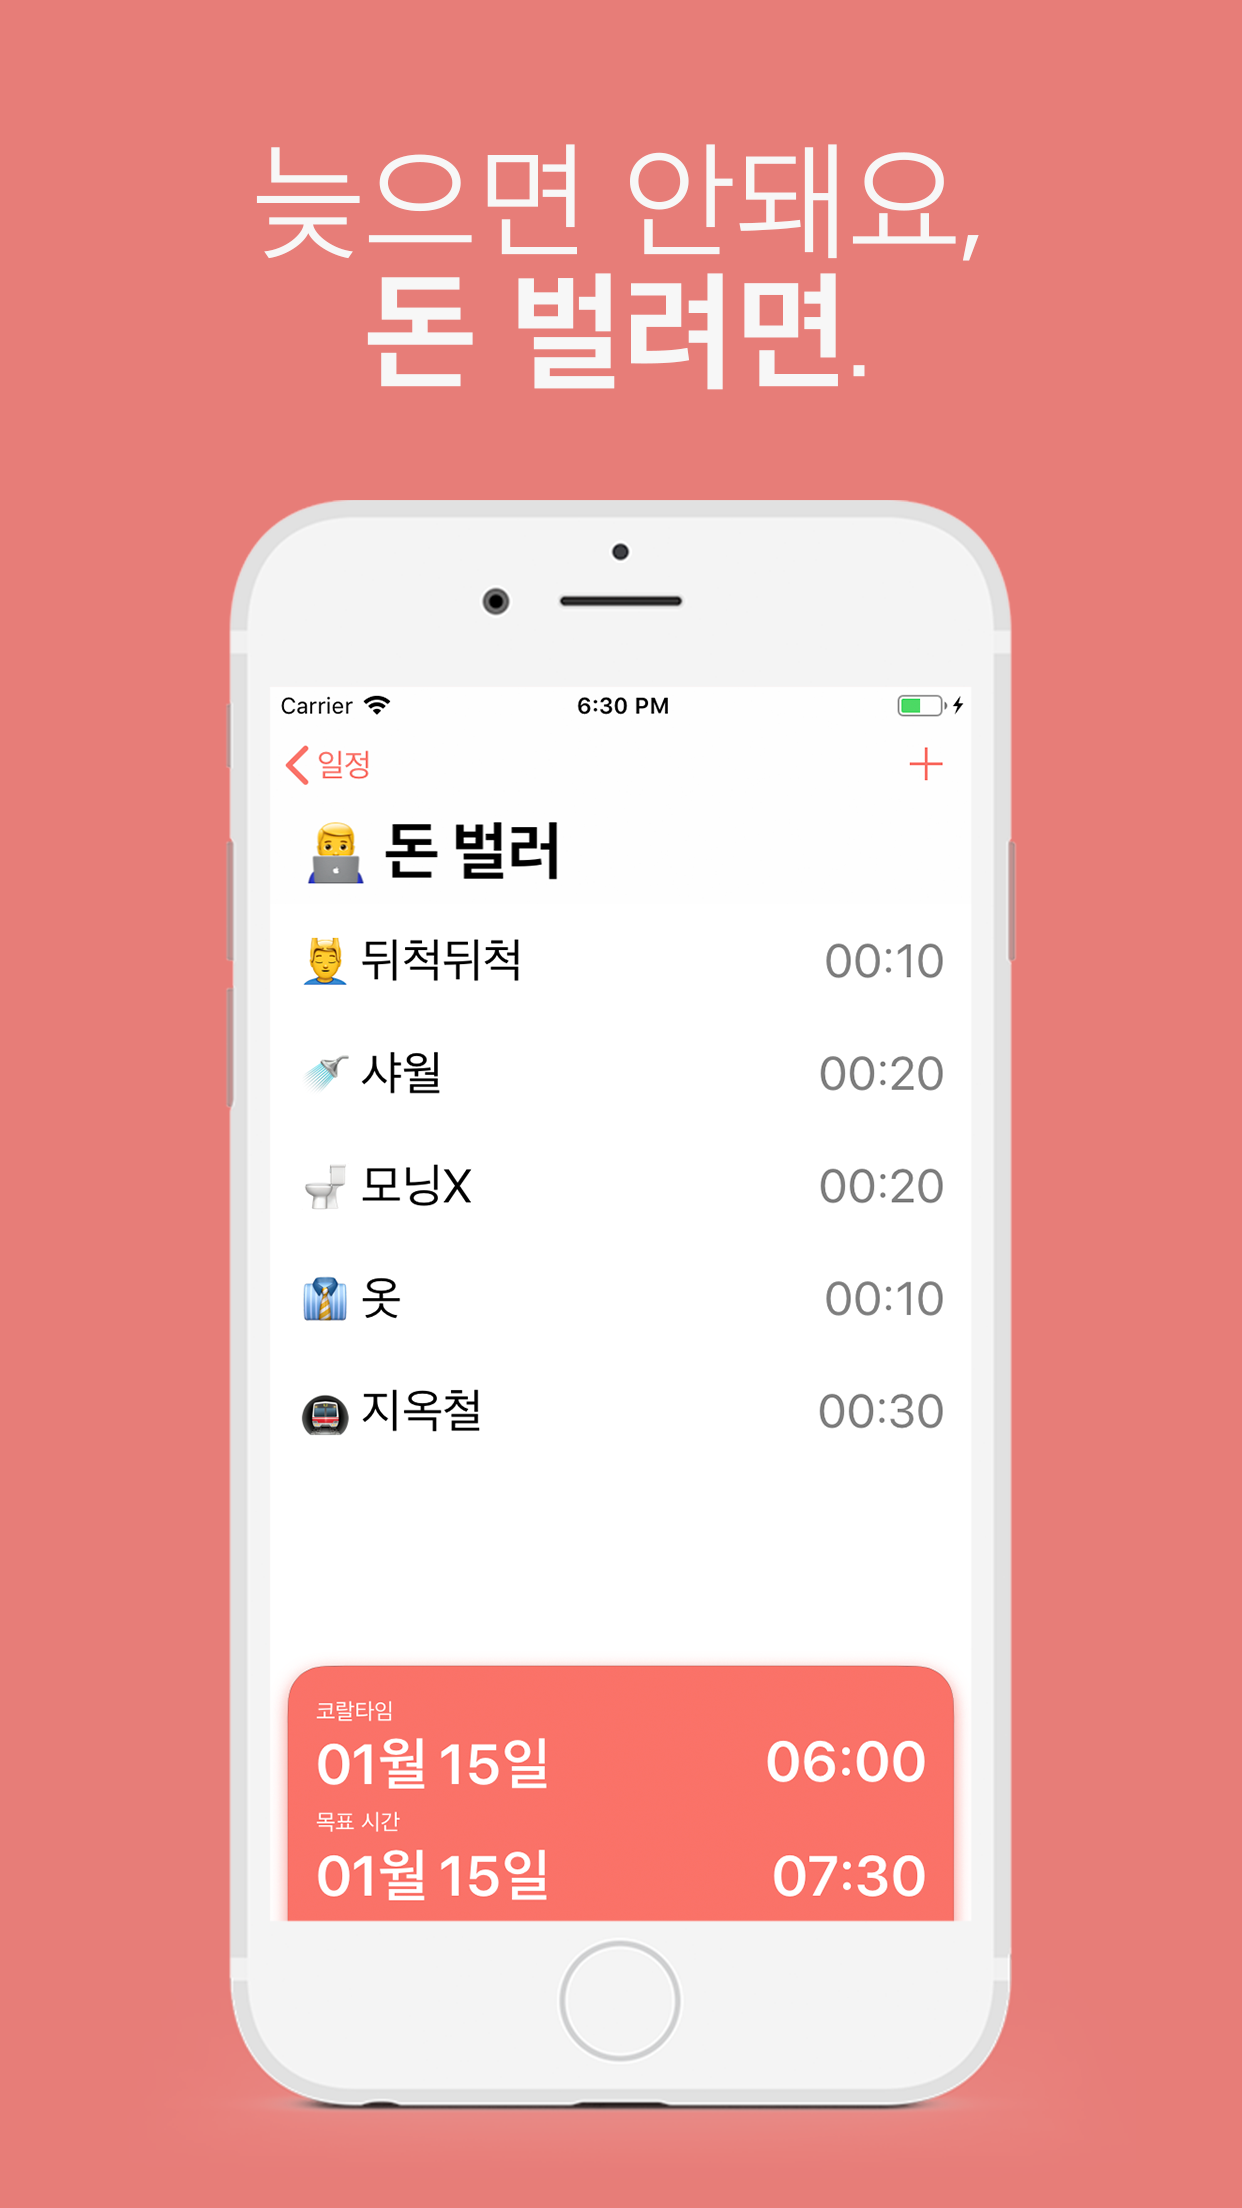 늦으면 안돼요,
돈 벌려면.
Carrier 6:30 PM
일정
돈 벌러
뒤척뒤척 00:10
샤월 00:20
모닝X 00:20
옷 00:10
지옥철 00:30
코랄타임
01월 15일 06:00
목표 시간
01월 15일 07:30